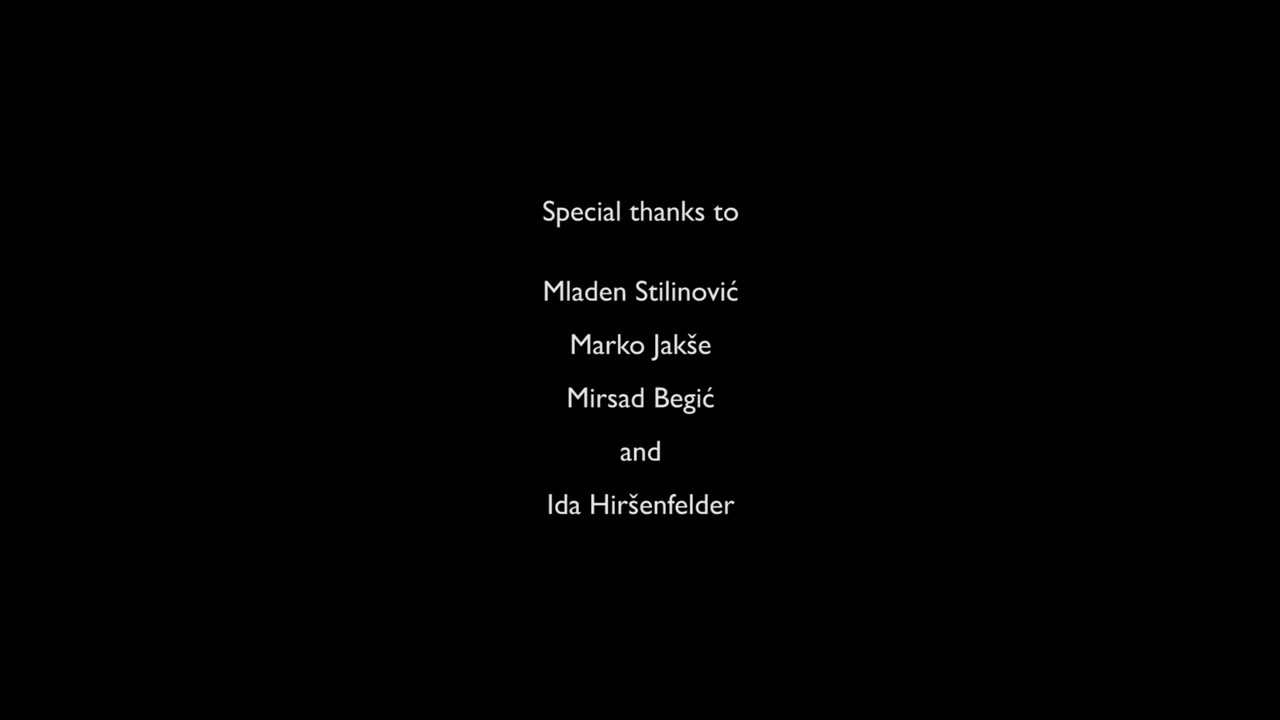 Special thanks to
Mladen Stilinović
Marko Jakše
Mirsad Begić
and
Ida Hiršenfelder